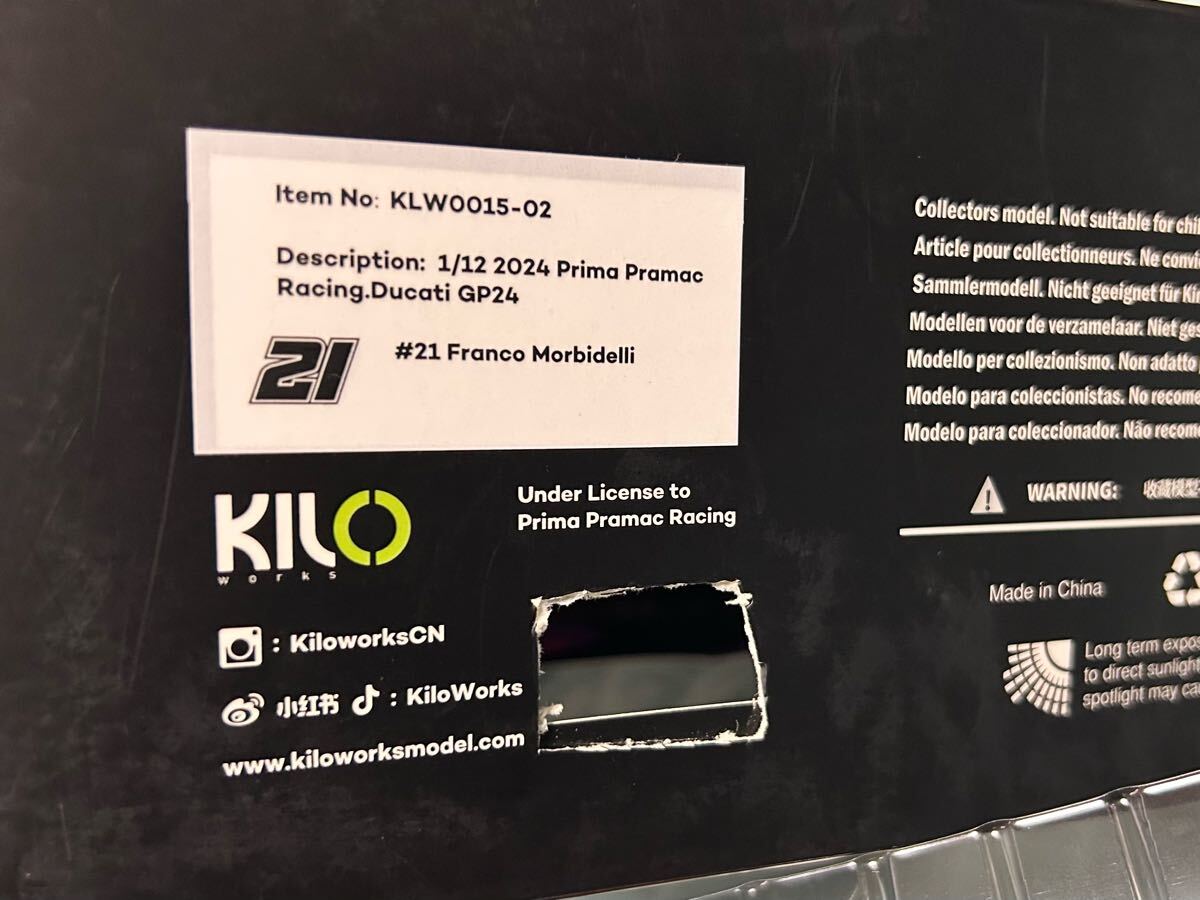 Item No: KLW0015-02
Description: 1/12 2024 Prima Pramac
Racing.Ducati GP24
21
#21 Franco Morbidelli
KILO
works
Under License to
Prima Pramac Racing
: KiloworksCN
小红书 : KiloWorks
www.kiloworksmodel.com
Collectors model. Not suitable for
Article pour collectionneurs. Ne
Sammlermodell. Nicht geeignet für
Modellen voor de verzamelaar. Niet
Modello per collezionismo. Non adatto
Modelo para coleccionistas. No
Modelo para coleccionador. Não
WARNING:
Made in China
Long term
to direct
spotlight may